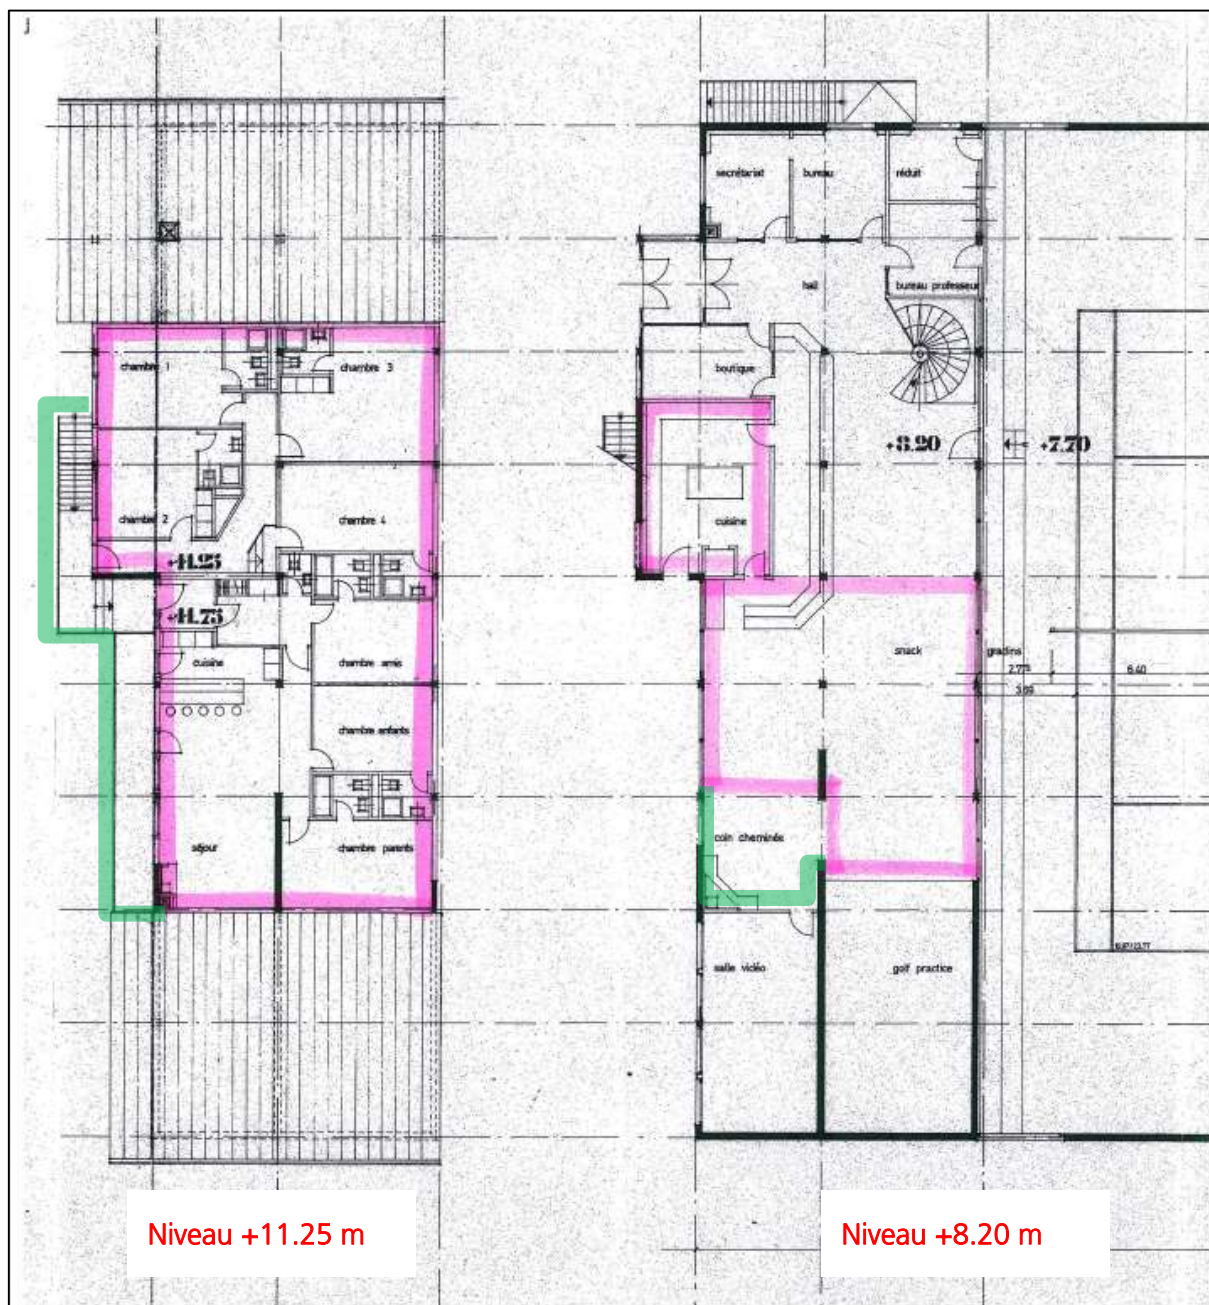 secrétariat
bureau
réduit
hall
bureau professeur
chambre 1
chambre 3
boutique
+8.20
+7.70
chambre 2
chambre 4
cuisine
+11.25
+11.75
cuisine
chambre amis
snack
gradins
6.40
chambre enfants
séjour
chambre parents
coin cheminée
salle vidéo
golf practice
Niveau +11.25 m
Niveau +8.20 m